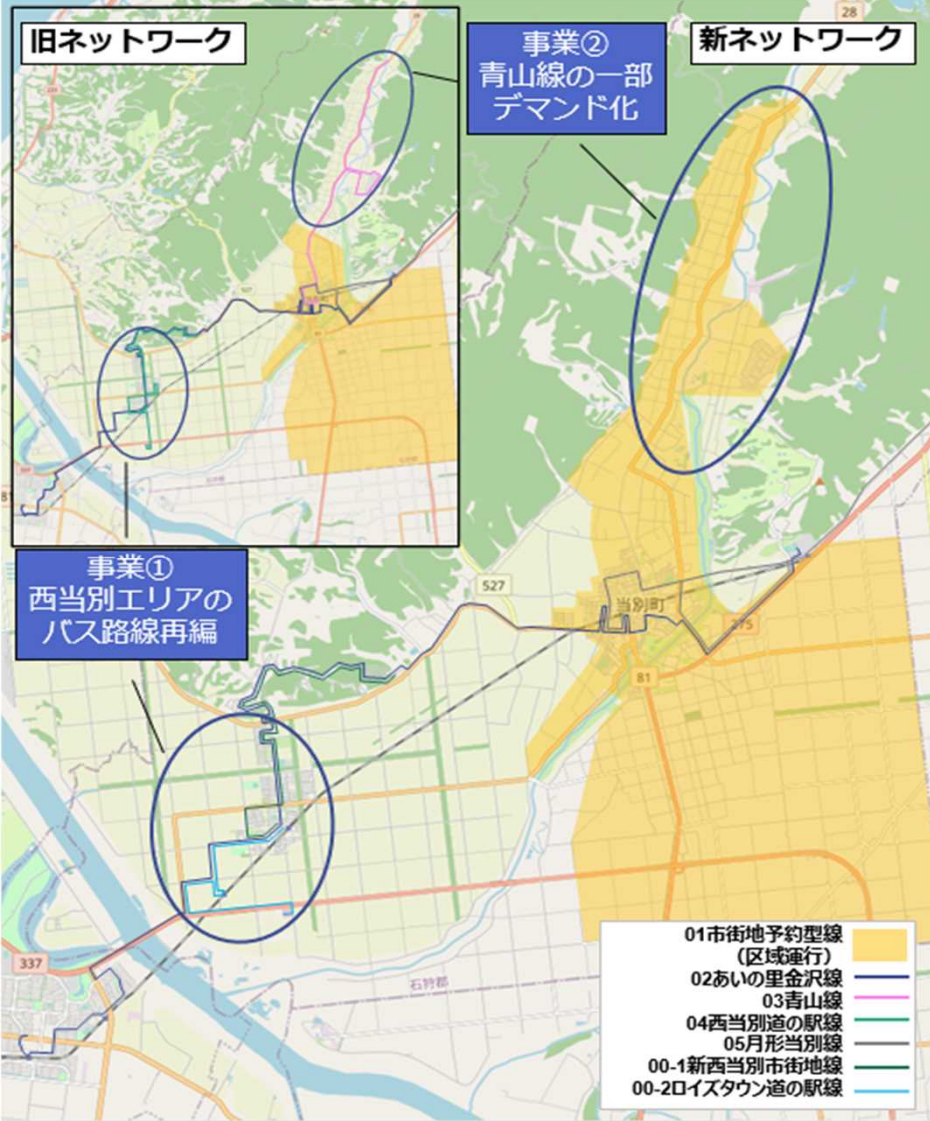 旧ネットワーク
事業②
青山線の一部
デマンド化
新ネットワーク
28
事業①
西当別エリアの
バス路線再編
527
当別町
275
81
337
石狩郡
01市街地予約型線
（区域運行）
02あいの里金沢線
03青山線
04西当別道の駅線
05月形当別線
00-1新西当別市街地線
00-2ロイズタウン道の駅線